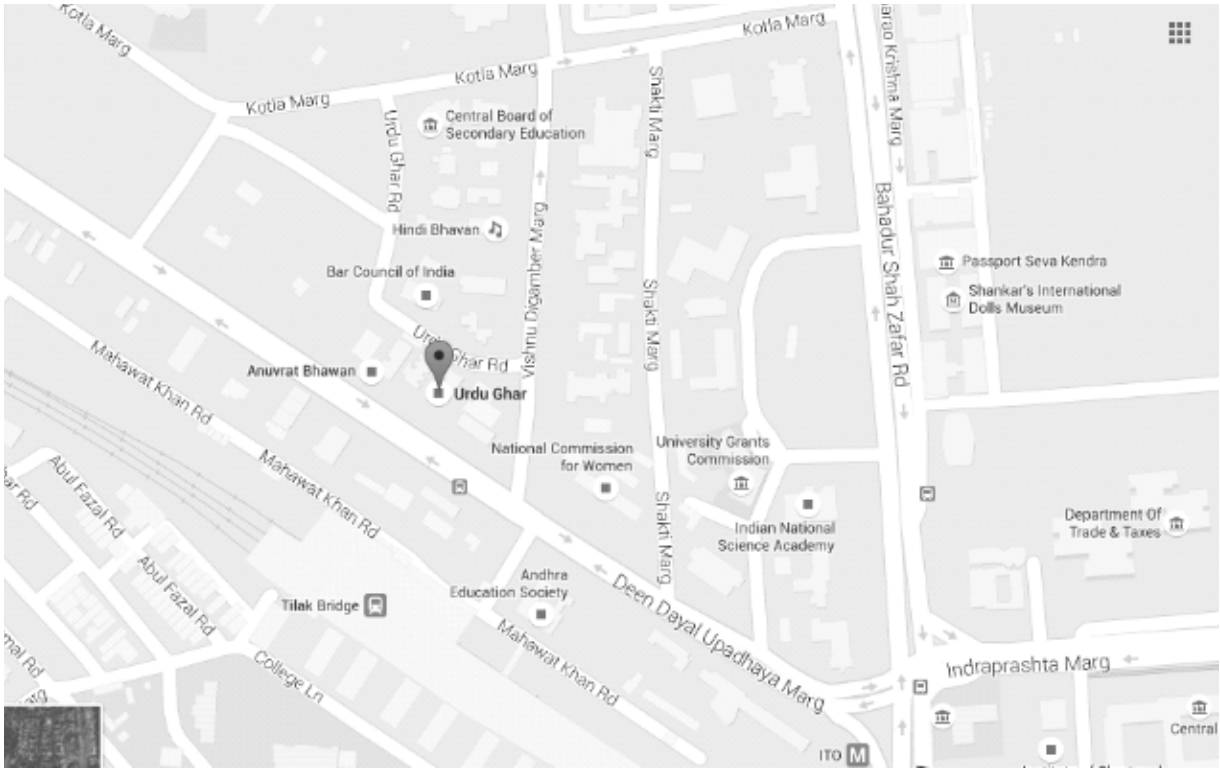 Kotla Marg
Kotla Marg
Kotla Marg
Kotla Marg
Krishna Marg
Shakti Marg
Urdu Ghar Rd
Central Board of
Secondary Education
Hindi Bhavan
Vishnu Digamber Marg
Bahadur Shah Zafar Rd
Passport Seva Kendra
Bar Council of India
Shankar's International
Dolls Museum
Shakti Marg
Ghar Rd
Mahawat Khan Rd
Anuvrat Bhawan
Urdu Ghar
National Commission
for Women
University Grants
Commission
Mahawat Khan Rd
Abul Fazal Rd
Shakti Marg
Indian National
Science Academy
Department Of
Trade & Taxes
Abul Fazal Rd
Andhra
Education Society
Deen Dayal Upadhaya Marg
Tilak Bridge
Mahawat Khan Rd
College Ln
Indraprashta Marg
Central
ITO M